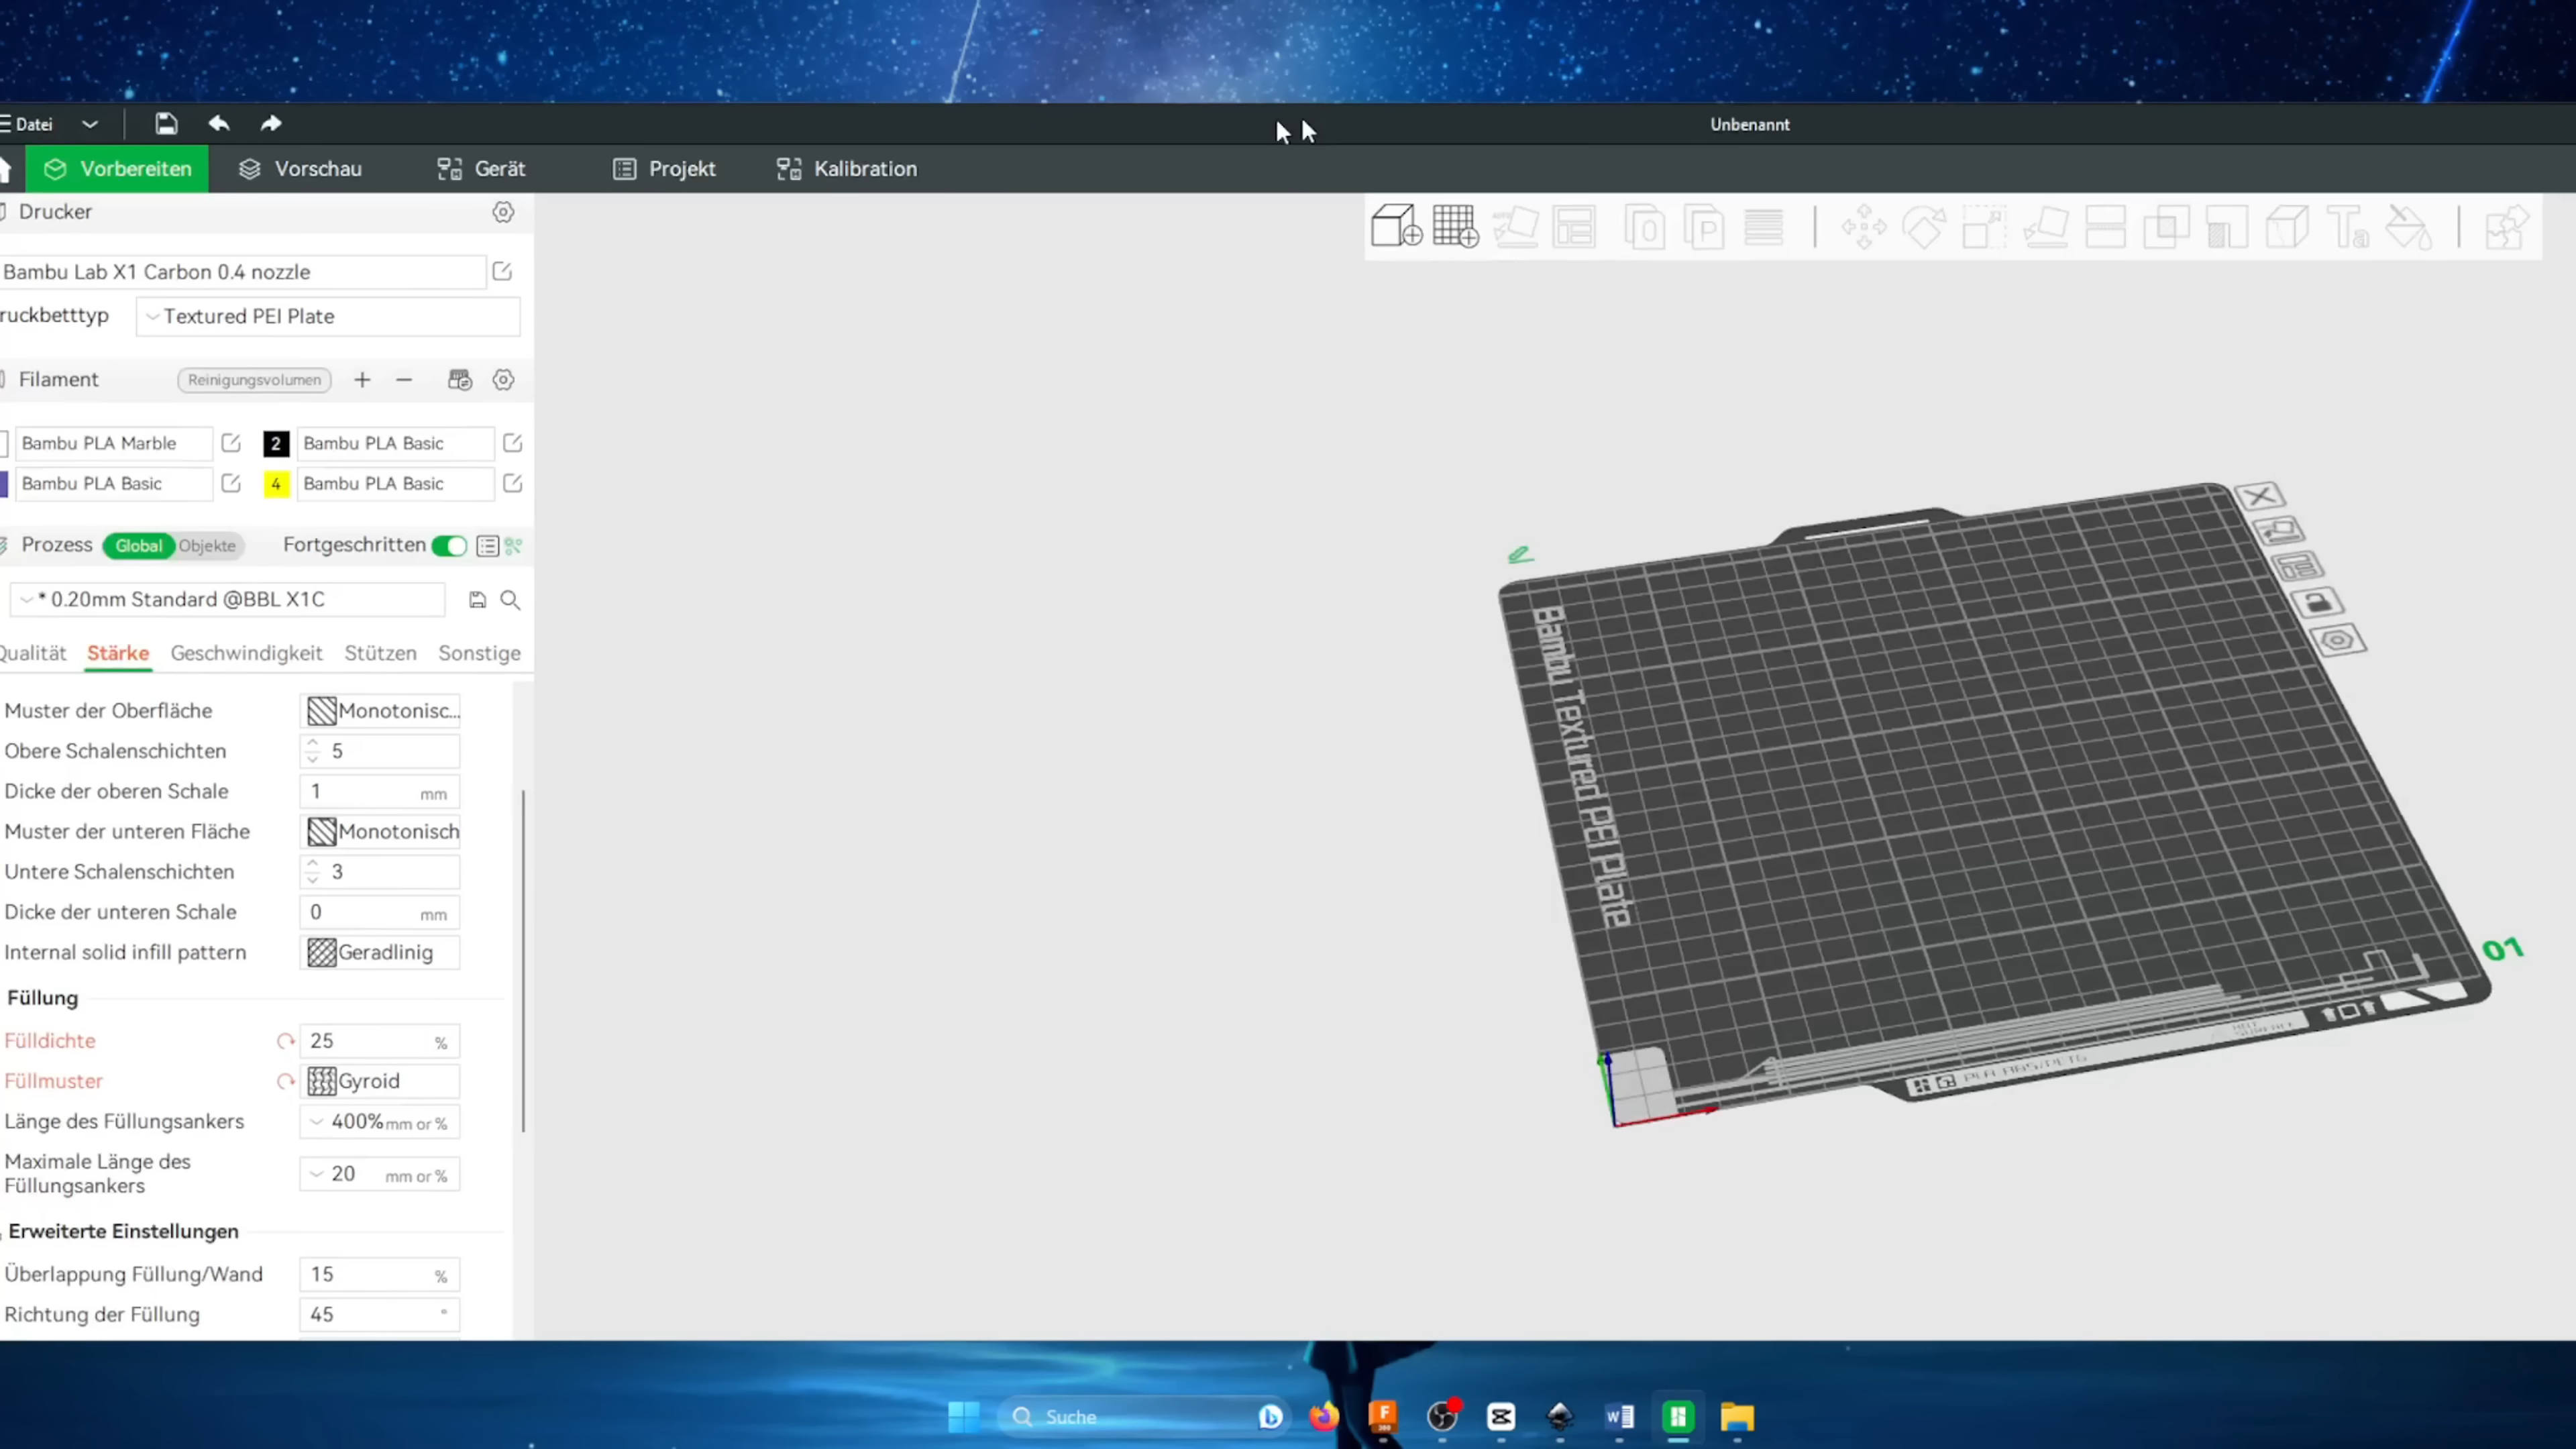 Datei
Unbenannt
Vorbereiten
Vorschau
Gerät
Projekt
Kalibration
Drucker
Bambu Lab X1 Carbon 0.4 nozzle
ruckbetttyp
Textured PEI Plate
Filament
Reinigungsvolumen
Bambu PLA Marble
2 Bambu PLA Basic
Bambu PLA Basic
4 Bambu PLA Basic
Prozess Global Objekte Fortgeschritten
* 0.20mm Standard @BBL X1C
Qualität Stärke Geschwindigkeit Stützen Sonstige
Muster der Oberfläche Monotonisc...
Obere Schalenschichten 5
Dicke der oberen Schale 1 mm
Muster der unteren Fläche Monotonisch
Untere Schalenschichten 3
Dicke der unteren Schale 0 mm
Internal solid infill pattern Geradlinig
Füllung
Fülldichte 25 %
Füllmuster Gyroid
Länge des Füllungsankers 400% mm or %
Maximale Länge des
Füllungsankers 20 mm or %
Erweiterte Einstellungen
Überlappung Füllung/Wand 15 %
Richtung der Füllung 45 °
Bambu Textured PEI Plate
01
Suche